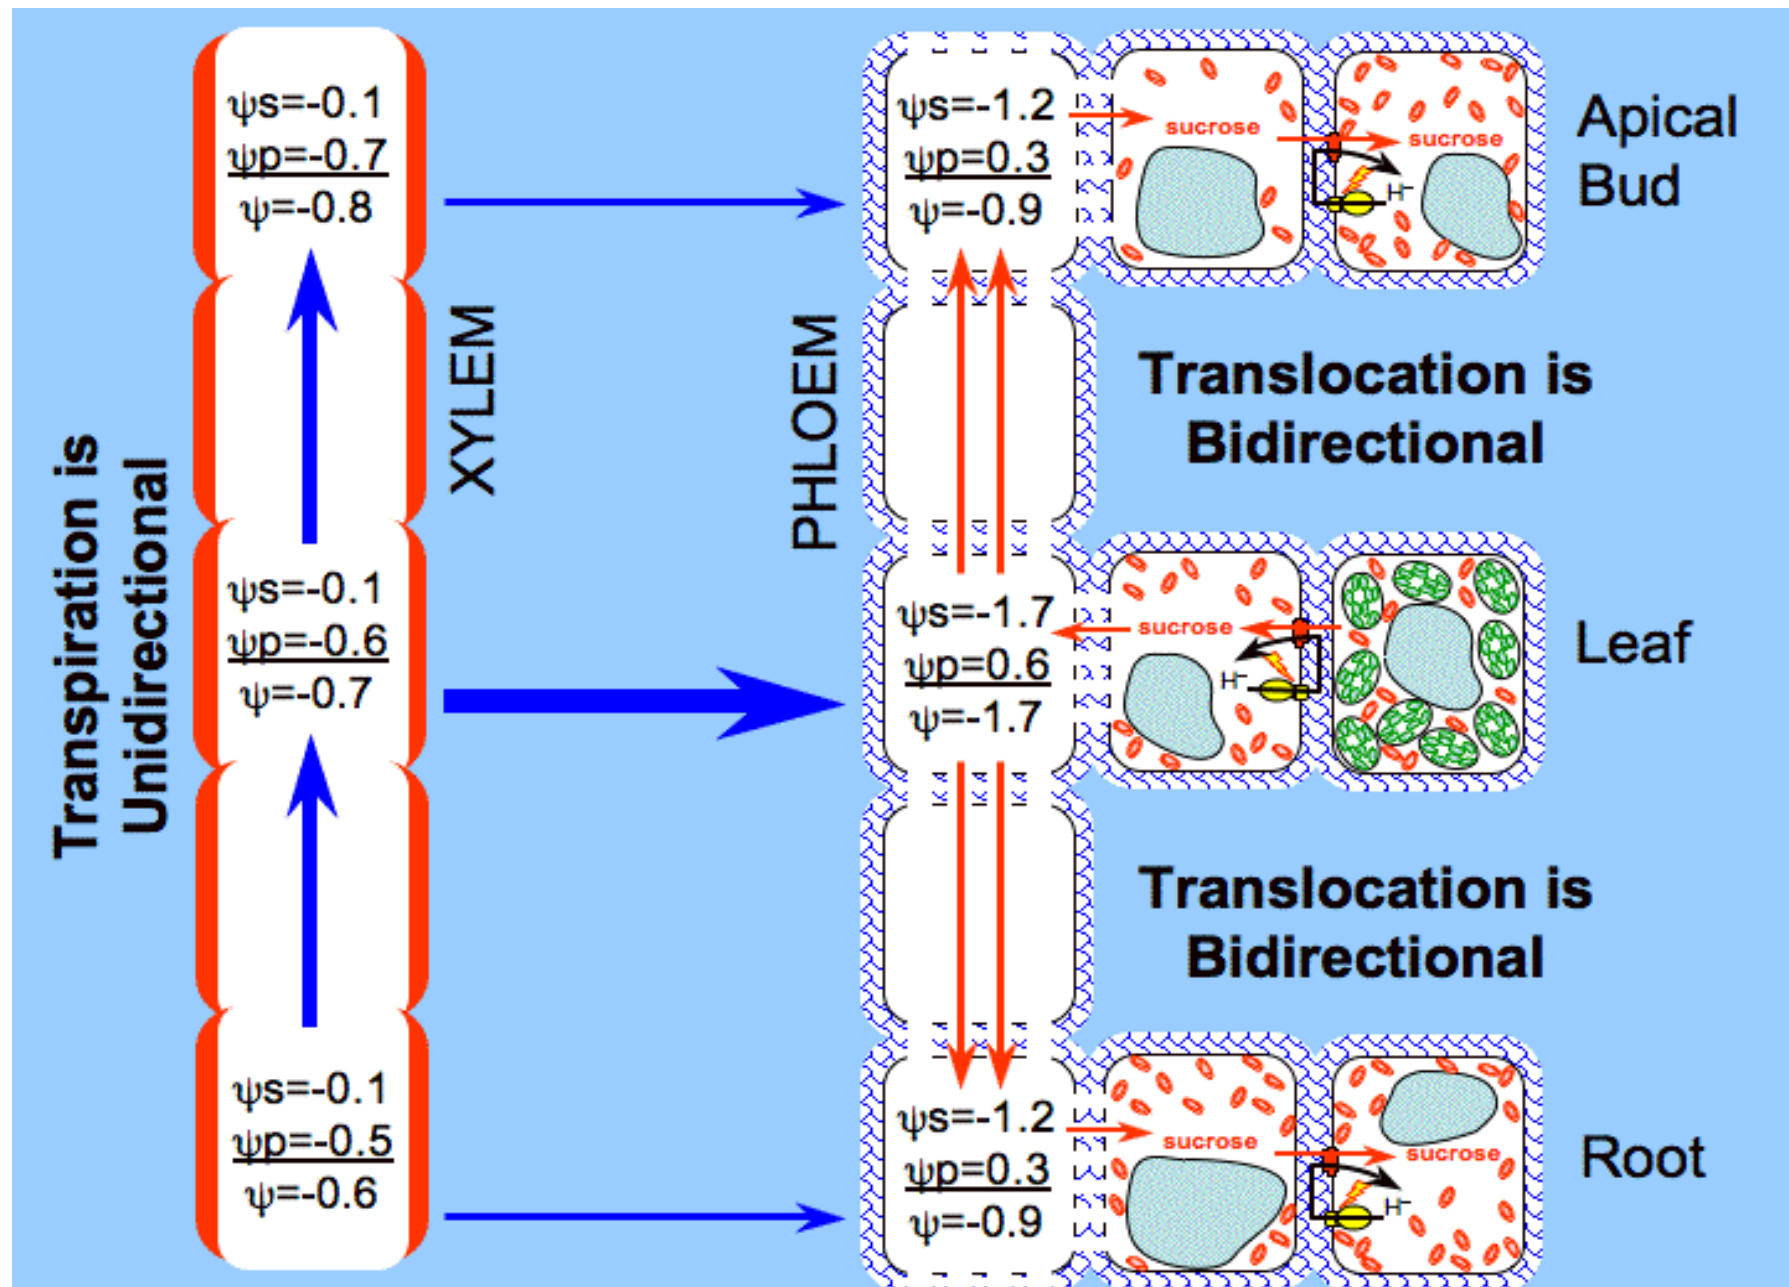 Transpiration is
Unidirectional
ψs=-0.1
ψp=-0.7
ψ=-0.8
ψs=-0.1
ψp=-0.6
ψ=-0.7
ψs=-0.1
ψp=-0.5
ψ=-0.6
XYLEM
PHLOEM
ψs=-1.2
ψp=0.3
ψ=-0.9
sucrose
sucrose
H⁻
Apical
Bud
Translocation is
Bidirectional
ψs=-1.7
ψp=0.6
ψ=-1.7
sucrose
H⁻
Leaf
Translocation is
Bidirectional
ψs=-1.2
ψp=0.3
ψ=-0.9
sucrose
sucrose
H⁻
Root